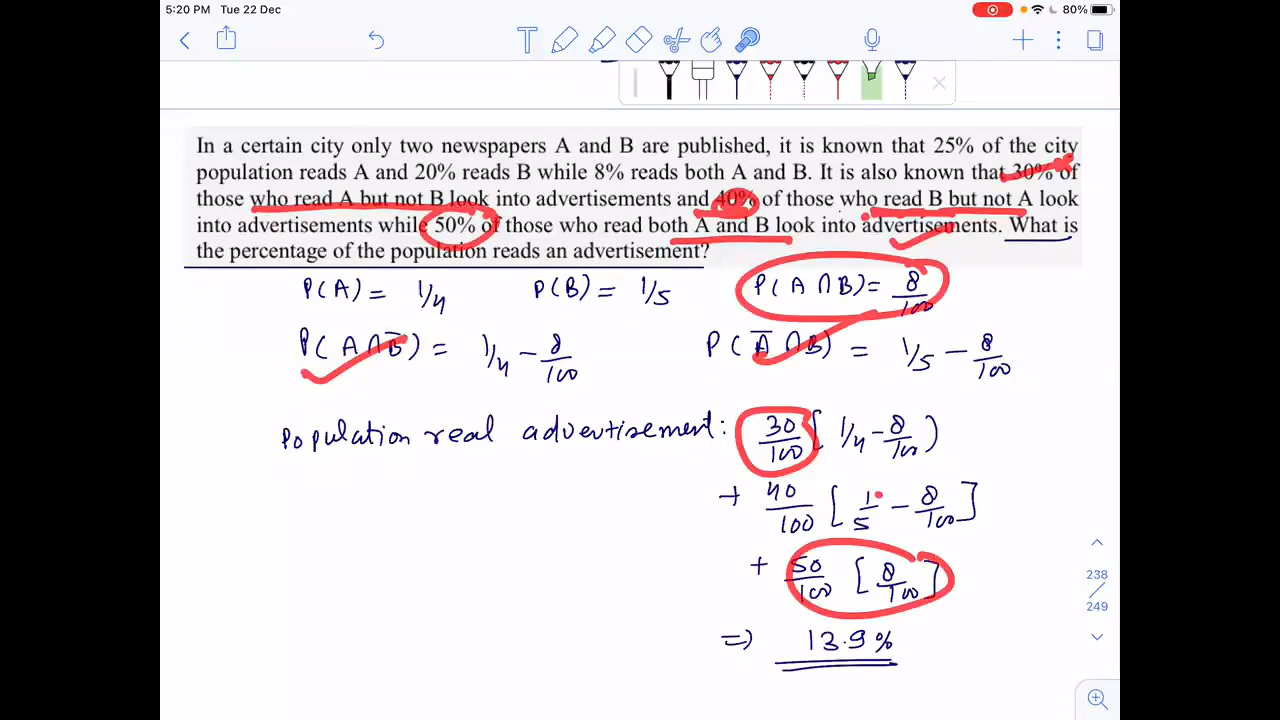 5:20 PM Tue 22 Dec
80%
T
In a certain city only two newspapers A and B are published, it is known that 25% of the city
population reads A and 20% reads B while 8% reads both A and B. It is also known that 30% of
those who read A but not B look into advertisements and 40% of those who read B but not A look
into advertisements while 50% of those who read both A and B look into advertisements. What is
the percentage of the population reads an advertisement?
P(A) = 1/4 P(B) = 1/5 P(A∩B) = 8/100
P(A∩B̅) = 1/4 − 8/100 P(A̅∩B) = 1/5 − 8/100
Population real advertisement: 30/100 [ 1/4 − 8/100 )
+ 40/100 [ 1/5 − 8/100 ]
+ 50/100 [ 8/100 ]
238
/
249
=) 13.9%